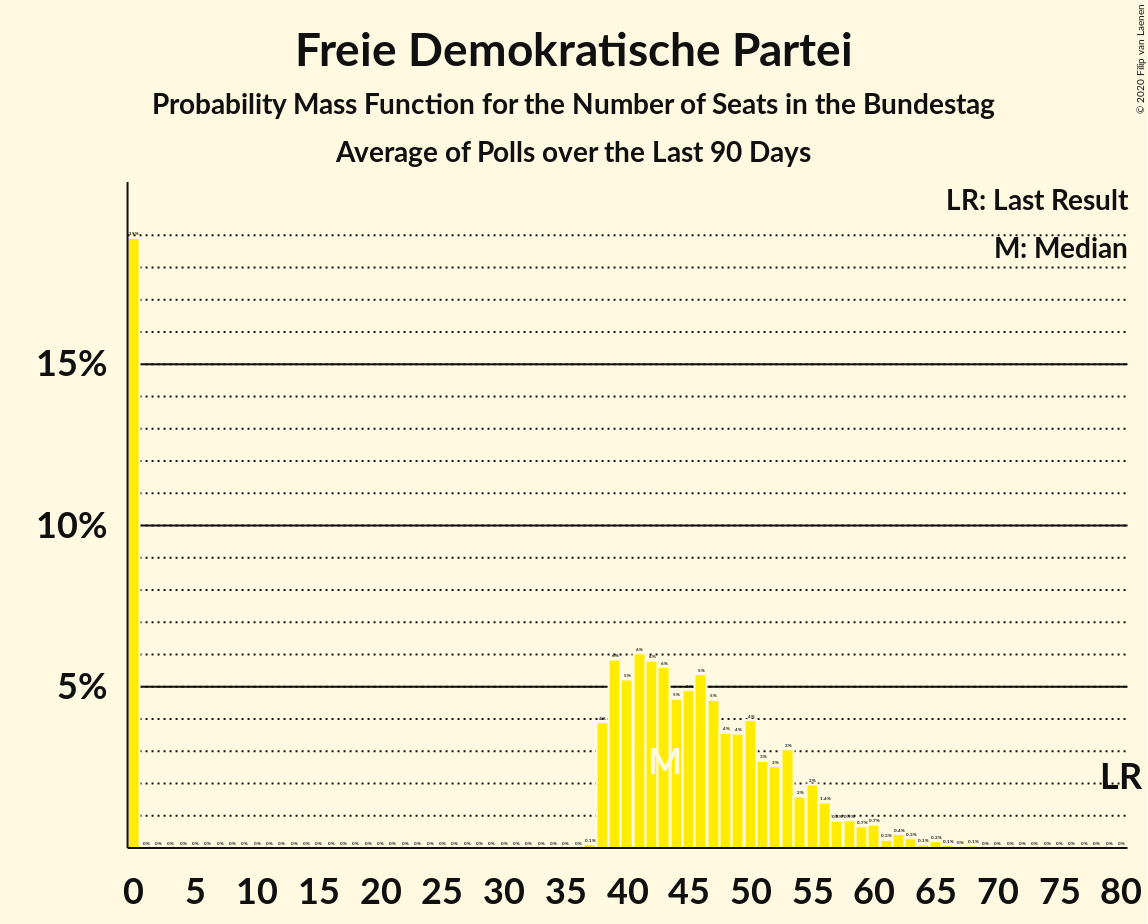 Freie Demokratische Partei
Probability Mass Function for the Number of Seats in the Bundestag
Average of Polls over the Last 90 Days
© 2020 Filip van Laenen
LR: Last Result
M: Median
15%
10%
5%
M
LR
0 5 10 15 20 25 30 35 40 45 50 55 60 65 70 75 80